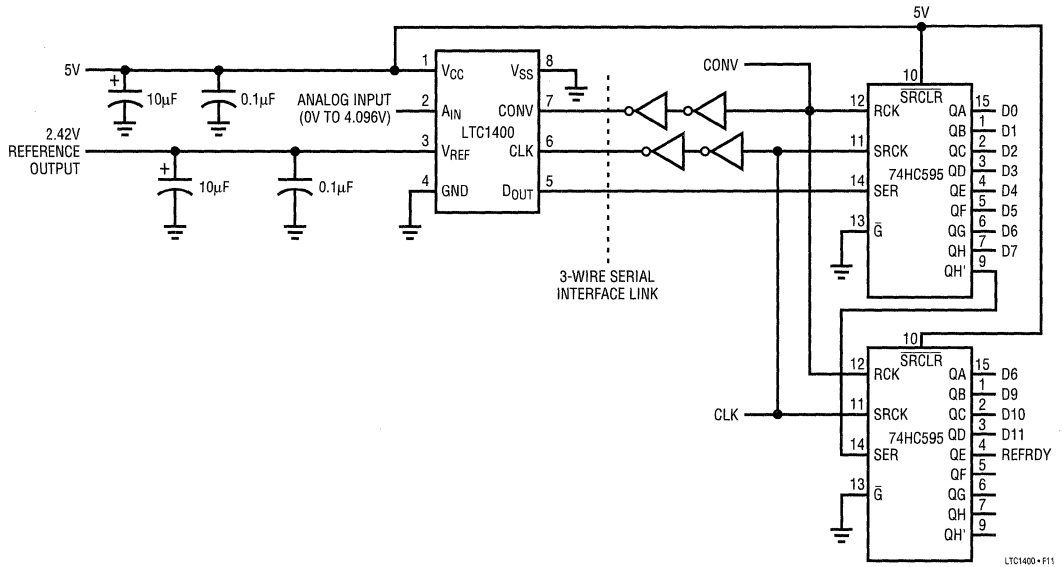 5V
5V
+
10µF
0.1µF
2.42V
REFERENCE
OUTPUT
+
10µF
0.1µF
ANALOG INPUT
(0V TO 4.096V)
1
VCC
2
AIN
LTC1400
3
VREF
4
GND
VSS
8
CONV
7
CLK
6
DOUT
5
3-WIRE SERIAL
INTERFACE LINK
CONV
10
SRCLR
12
RCK
11
SRCK
74HC595
14
SER
13
G
QA 15 D0
QB 1 D1
QC 2 D2
QD 3 D3
QE 4 D4
QF 5 D5
QG 6 D6
QH 7 D7
QH' 9
CLK
10
SRCLR
12
RCK
11
SRCK
74HC595
14
SER
13
G
QA 15 D6
QB 1 D9
QC 2 D10
QD 3 D11
QE 4 REFRDY
QF 5
QG 6
QH 7
QH' 9
LTC1400 • F11